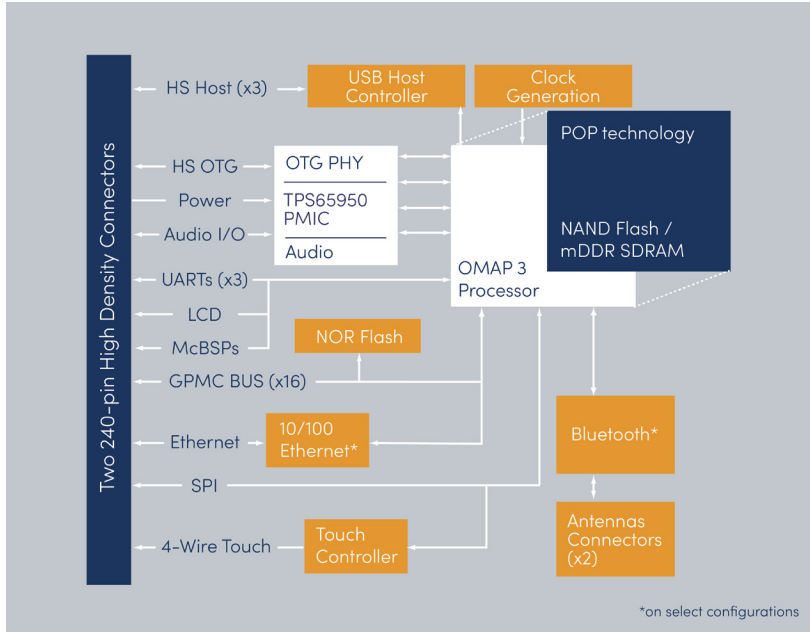 Two 240-pin High Density Connectors
HS Host (x3)
USB Host
Controller
Clock
Generation
POP technology
NAND Flash /
mDDR SDRAM
HS OTG
Power
Audio I/O
OTG PHY
TPS65950
PMIC
Audio
OMAP 3
Processor
UARTs (x3)
LCD
McBSPs
NOR Flash
GPMC BUS (x16)
Ethernet
10/100
Ethernet*
Bluetooth*
SPI
4-Wire Touch
Touch
Controller
Antennas
Connectors
(x2)
*on select configurations